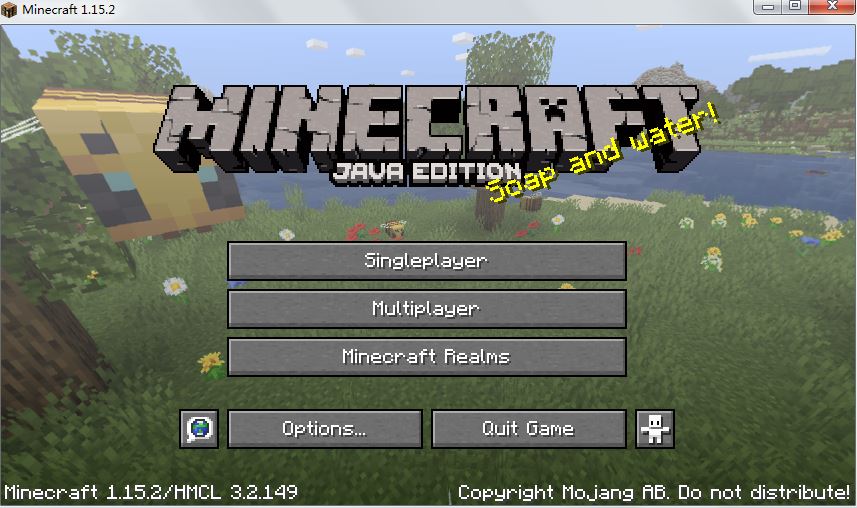 Minecraft 1.15.2
MINECRAFT
JAVA EDITION
Soap and water!
Singleplayer
Multiplayer
Minecraft Realms
Options...
Quit Game
Minecraft 1.15.2/HMCL 3.2.149
Copyright Mojang AB. Do not distribute!